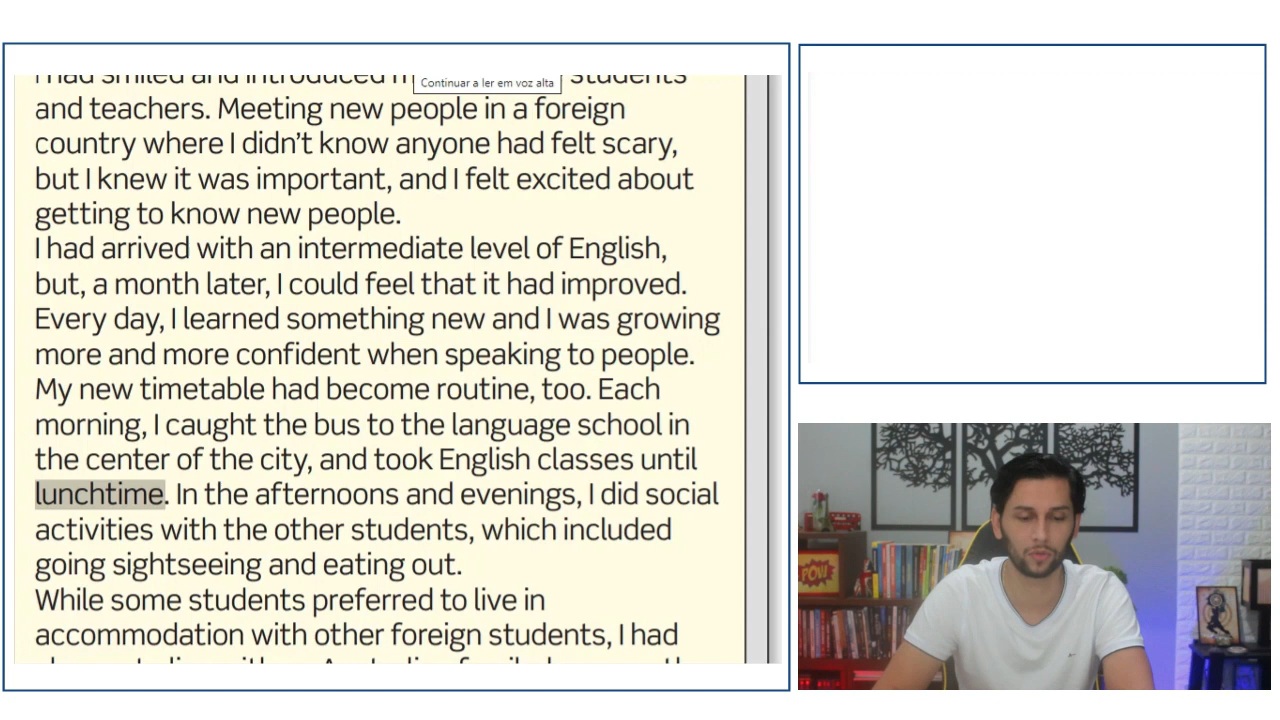 I had smiled and introduced students
Continuar a ler em voz alta
and teachers. Meeting new people in a foreign
country where I didn’t know anyone had felt scary,
but I knew it was important, and I felt excited about
getting to know new people.
I had arrived with an intermediate level of English,
but, a month later, I could feel that it had improved.
Every day, I learned something new and I was growing
more and more confident when speaking to people.
My new timetable had become routine, too. Each
morning, I caught the bus to the language school in
the center of the city, and took English classes until
lunchtime. In the afternoons and evenings, I did social
activities with the other students, which included
going sightseeing and eating out.
While some students preferred to live in
accommodation with other foreign students, I had
POW